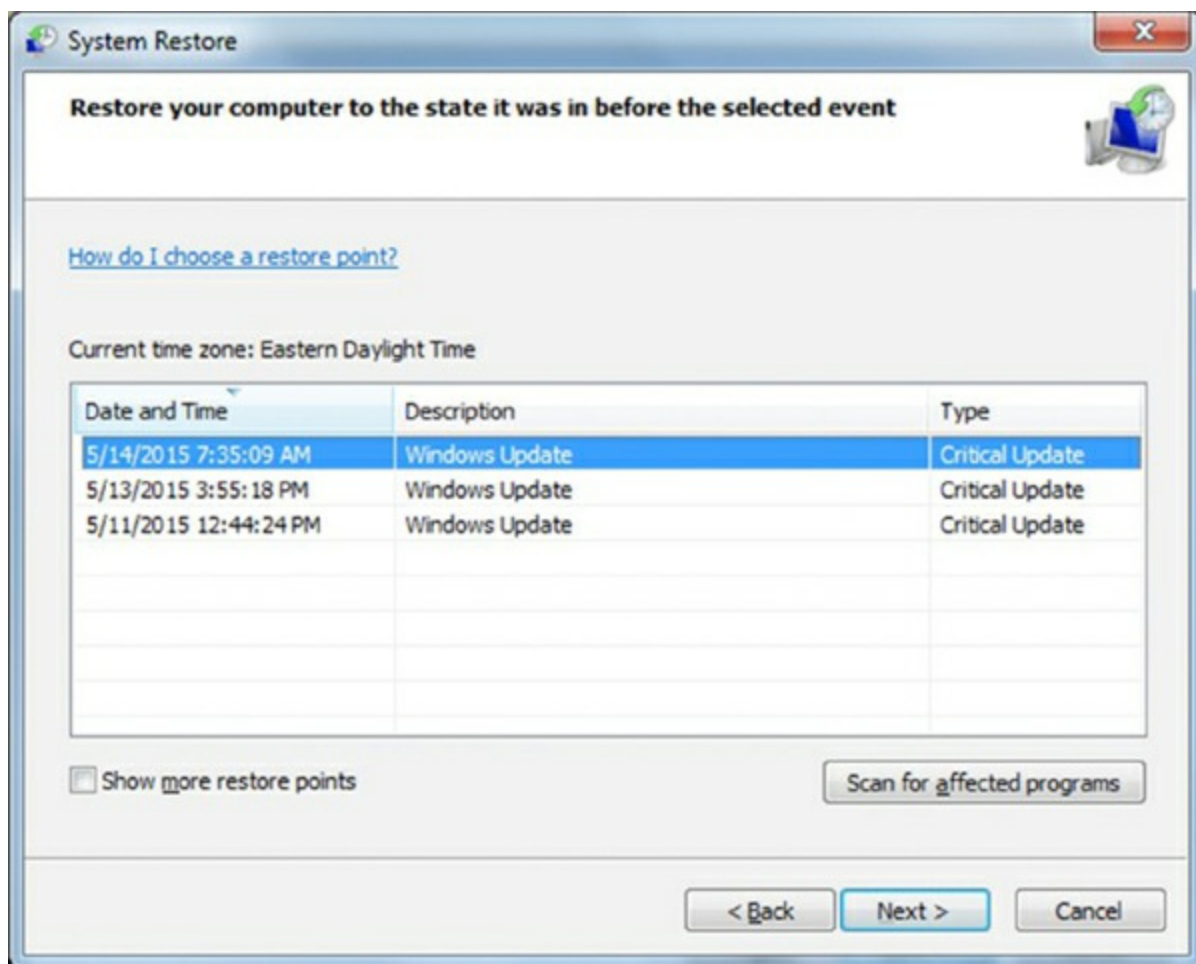 System Restore
Restore your computer to the state it was in before the selected event
How do I choose a restore point?
Current time zone: Eastern Daylight Time
Date and Time Description Type
5/14/2015 7:35:09 AM Windows Update Critical Update
5/13/2015 3:55:18 PM Windows Update Critical Update
5/11/2015 12:44:24 PM Windows Update Critical Update
Show more restore points Scan for affected programs
< Back Next > Cancel